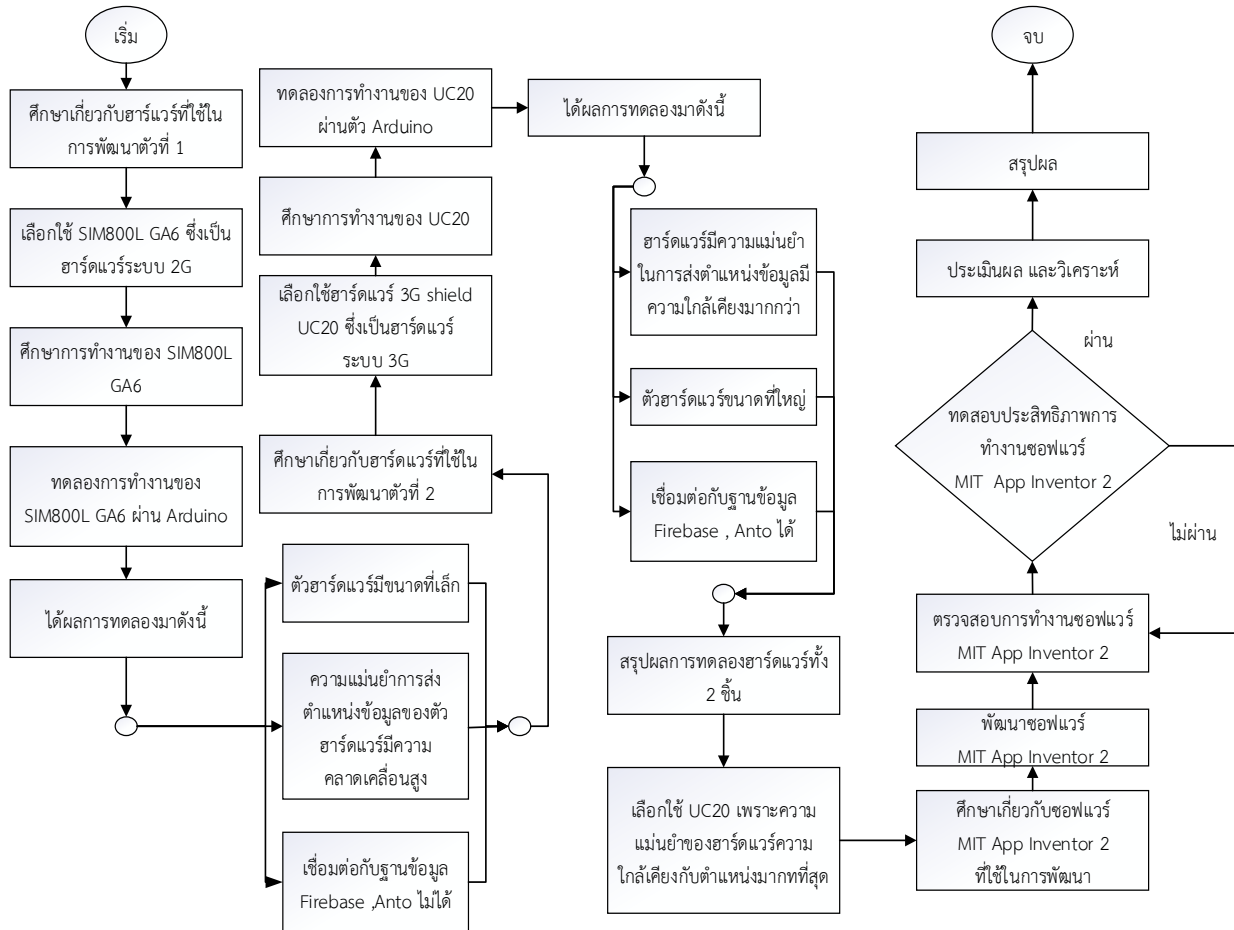 เริ่ม
ศึกษาเกี่ยวกับฮาร์แวร์ที่ใช้ใน
การพัฒนาตัวที่ 1
เลือกใช้ SIM800L GA6 ซึ่งเป็น
ฮาร์ดแวร์ระบบ 2G
ศึกษาการทำงานของ SIM800L
GA6
ทดลองการทำงานของ
SIM800L GA6 ผ่าน Arduino
ได้ผลการทดลองมาดังนี้
ตัวฮาร์ดแวร์มีขนาดที่เล็ก
ความแม่นยำการส่ง
ตำแหน่งข้อมูลของตัว
ฮาร์ดแวร์มีความ
คลาดเคลื่อนสูง
เชื่อมต่อกับฐานข้อมูล
Firebase ,Anto ไม่ได้
ศึกษาเกี่ยวกับฮาร์ดแวร์ที่ใช้ใน
การพัฒนาตัวที่ 2
เลือกใช้ฮาร์ดแวร์ 3G shield
UC20 ซึ่งเป็นฮาร์ดแวร์
ระบบ 3G
ศึกษาการทำงานของ UC20
ทดลองการทำงานของ UC20
ผ่านตัว Arduino
ได้ผลการทดลองมาดังนี้
ฮาร์ดแวร์มีความแม่นยำ
ในการส่งตำแหน่งข้อมูลมี
ความใกล้เคียงมากกว่า
ตัวฮาร์ดแวร์ขนาดที่ใหญ่
เชื่อมต่อกับฐานข้อมูล
Firebase , Anto ได้
สรุปผลการทดลองฮาร์ดแวร์ทั้ง
2 ชิ้น
เลือกใช้ UC20 เพราะความ
แม่นยำของฮาร์ดแวร์ความ
ใกล้เคียงกับตำแหน่งมากทที่สุด
ศึกษาเกี่ยวกับซอฟแวร์
MIT App Inventor 2
ที่ใช้ในการพัฒนา
พัฒนาซอฟแวร์
MIT App Inventor 2
ตรวจสอบการทำงานซอฟแวร์
MIT App Inventor 2
ทดสอบประสิทธิภาพการ
ทำงานซอฟแวร์
MIT App Inventor 2
ไม่ผ่าน
ผ่าน
ประเมินผล และวิเคราะห์
สรุปผล
จบ